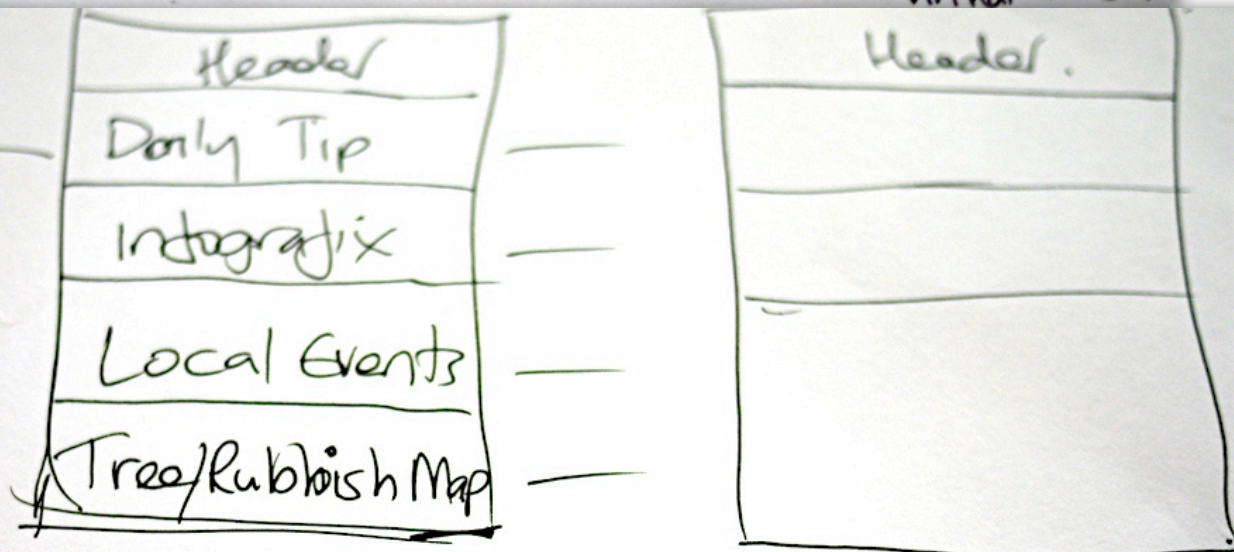 Header
Daily Tip
Infografix
Local Events
Tree/Rubbish Map
Header.